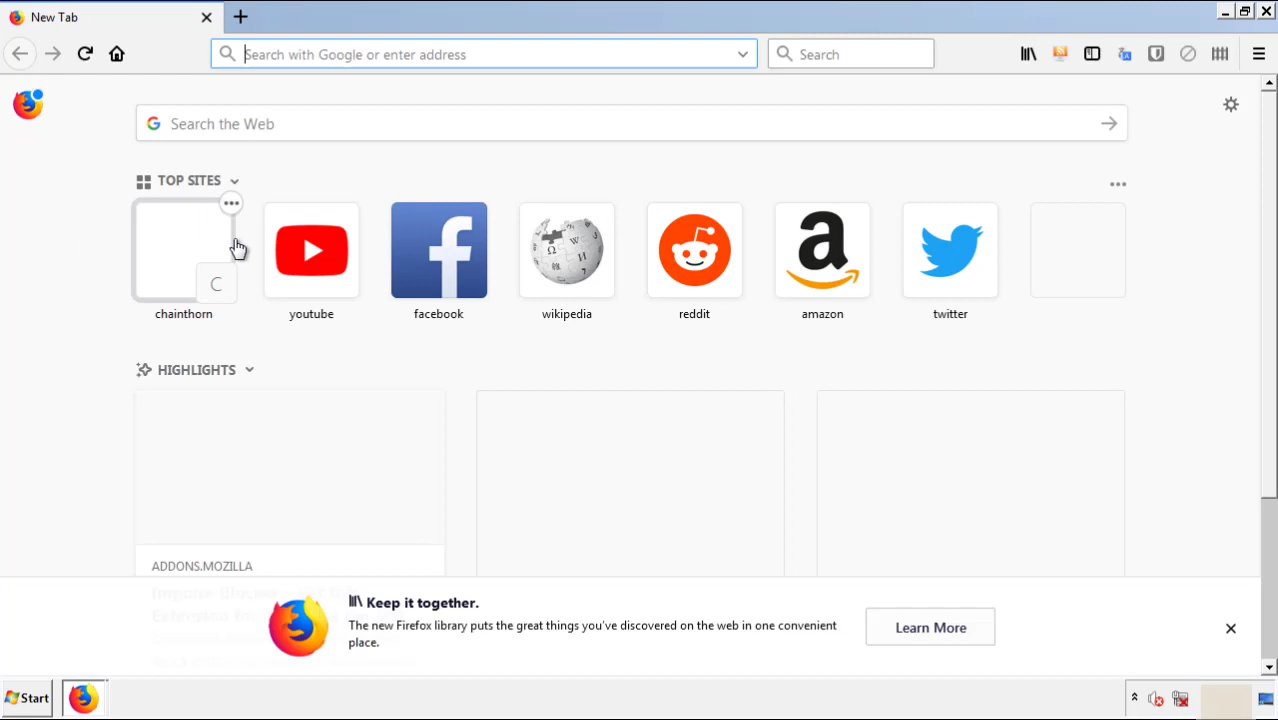 New Tab
Search with Google or enter address
Search
Search the Web
TOP SITES
C
chainthorn
youtube
facebook
wikipedia
reddit
amazon
twitter
HIGHLIGHTS
ADDONS.MOZILLA
Keep it together.
The new Firefox library puts the great things you've discovered on the web in one convenient
place.
Learn More
Start